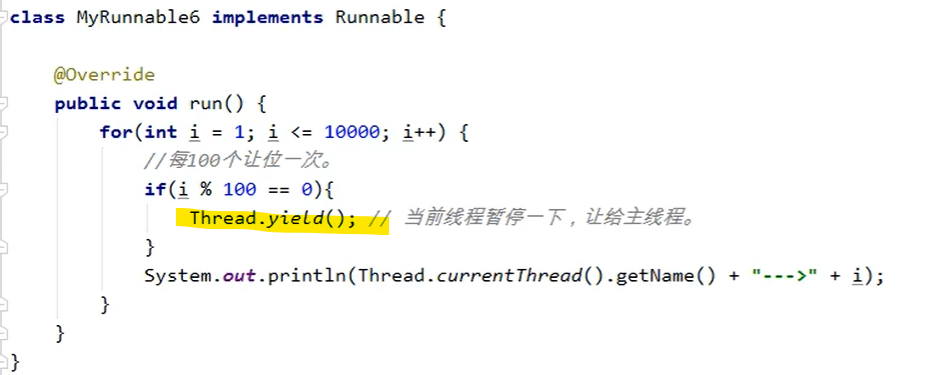 class MyRunnable6 implements Runnable {
@Override
public void run() {
for(int i = 1; i <= 10000; i++) {
//每100个让位一次。
if(i % 100 == 0){
Thread.yield(); // 当前线程暂停一下，让给主线程。
}
System.out.println(Thread.currentThread().getName() + "--->" + i);
}
}
}